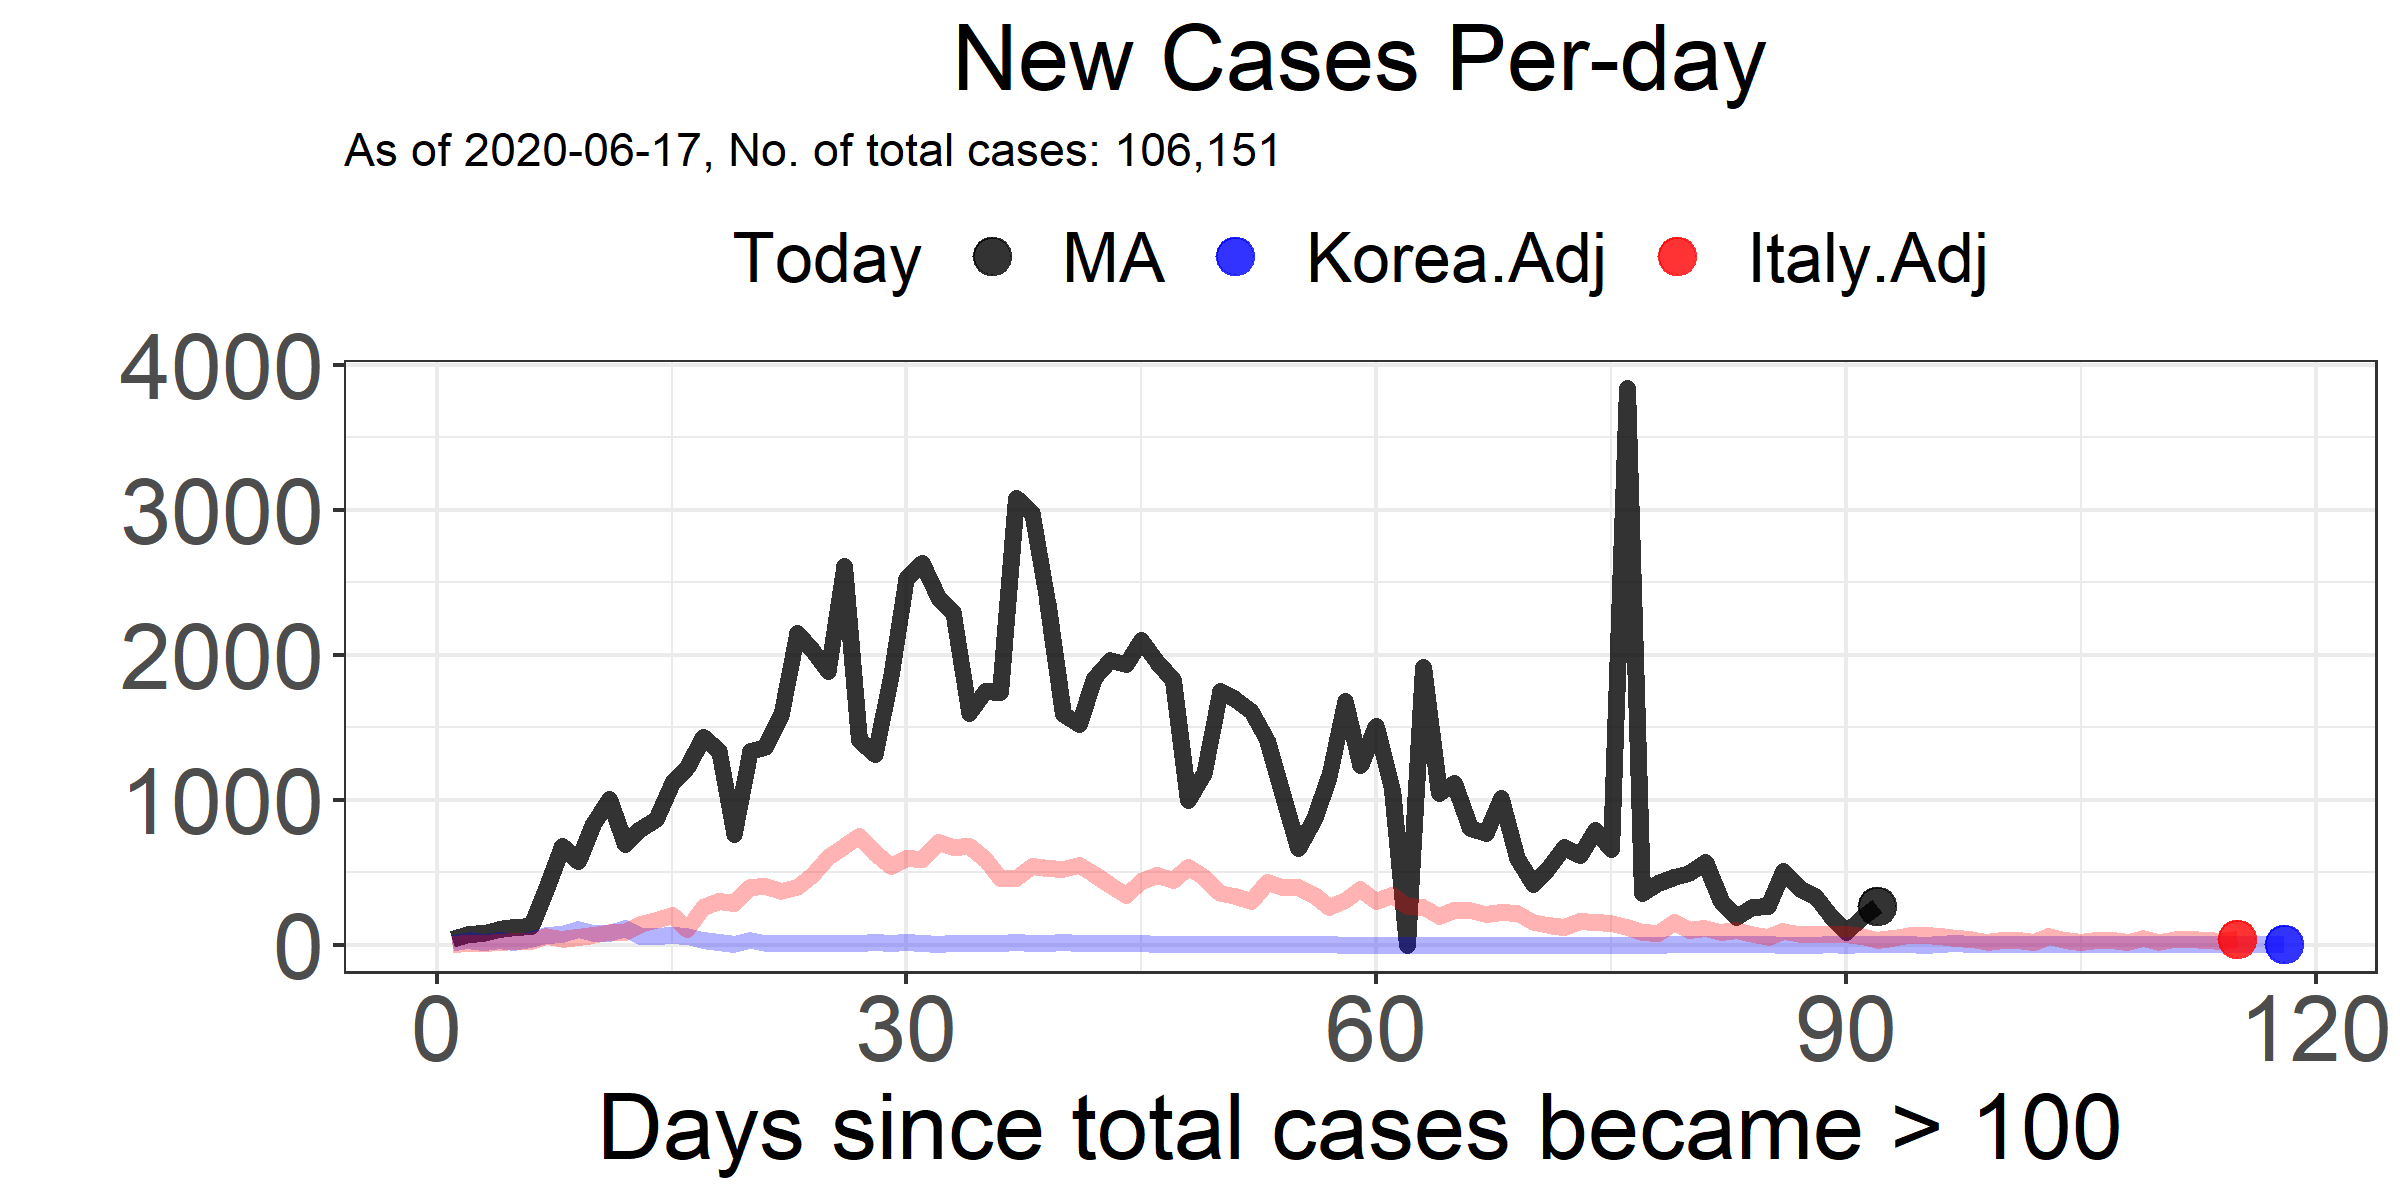 New Cases Per-day
As of 2020-06-17, No. of total cases: 106,151
Today MA Korea.Adj Italy.Adj
4000
3000
2000
1000
0
0 30 60 90 120
Days since total cases became > 100